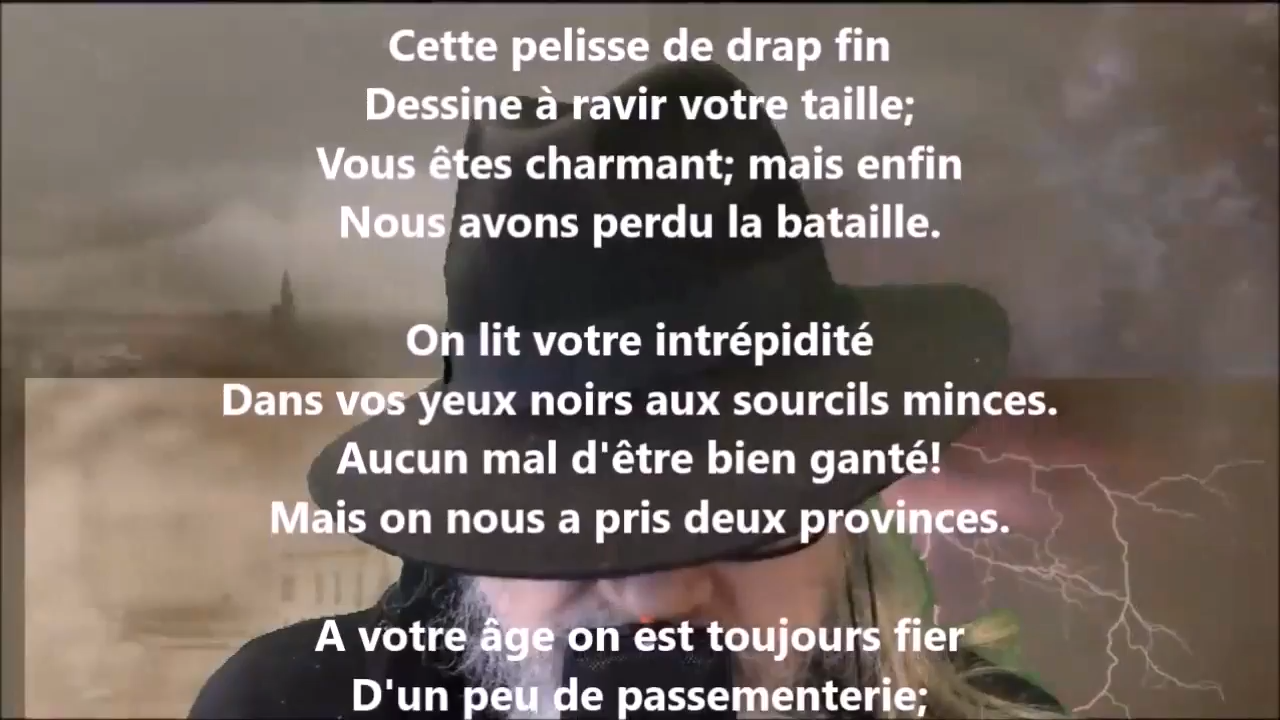 Cette pelisse de drap fin
Dessine à ravir votre taille;
Vous êtes charmant; mais enfin
Nous avons perdu la bataille.
On lit votre intrépidité
Dans vos yeux noirs aux sourcils minces.
Aucun mal d'être bien ganté!
Mais on nous a pris deux provinces.
A votre âge on est toujours fier
D'un peu de passementerie;